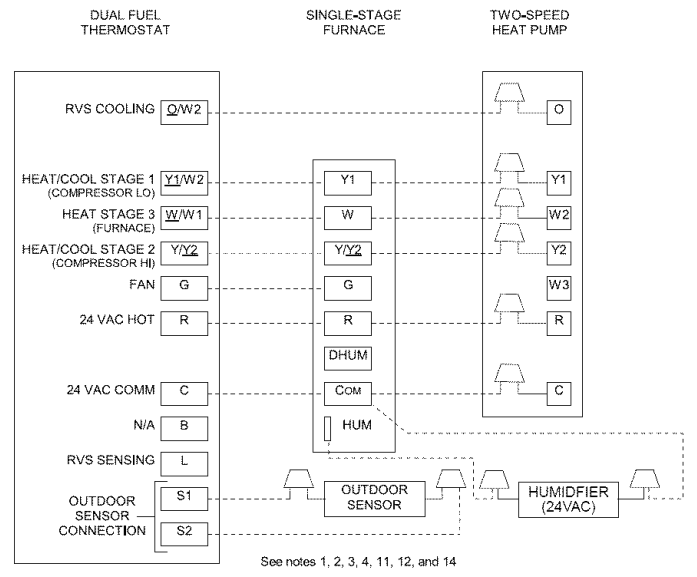 DUAL FUEL THERMOSTAT
SINGLE-STAGE FURNACE
TWO-SPEED HEAT PUMP
RVS COOLING O/W2 O
HEAT/COOL STAGE 1 (COMPRESSOR LO) Y1/W2 Y1 Y1
HEAT STAGE 3 (FURNACE) W/W1 W W2
HEAT/COOL STAGE 2 (COMPRESSOR HI) Y/Y2 Y/Y2 Y2
FAN G G W3
24 VAC HOT R R R
DHUM
24 VAC COMM C COM C
N/A B HUM
RVS SENSING L
OUTDOOR SENSOR CONNECTION S1 S2
OUTDOOR SENSOR
HUMIDFIER (24VAC)
See notes 1, 2, 3, 4, 11, 12, and 14